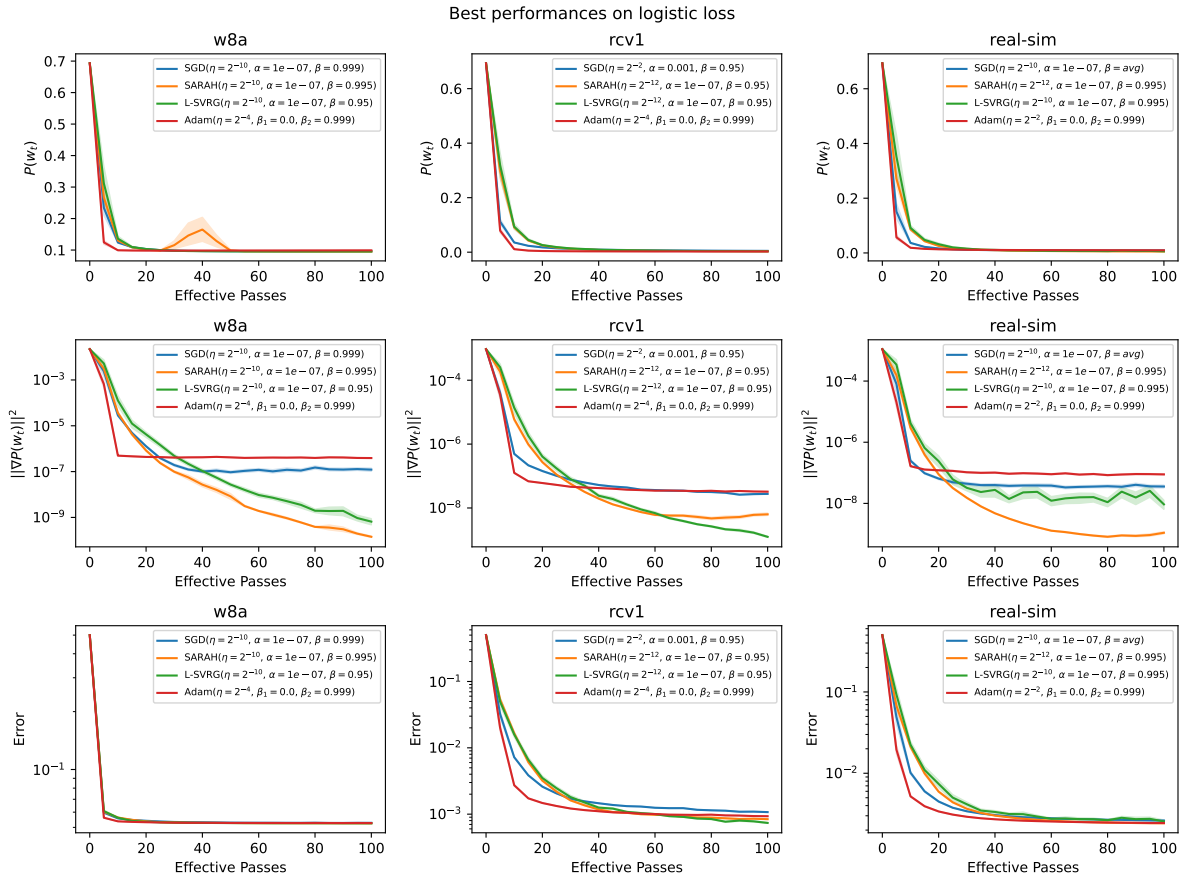 Best performances on logistic loss
w8a
P(w_t)
0.7
0.6
0.5
0.4
0.3
0.2
0.1
SGD(η = 2^{-10}, α = 1e−07, β = 0.999)
SARAH(η = 2^{-10}, α = 1e−07, β = 0.995)
L-SVRG(η = 2^{-10}, α = 1e−07, β = 0.95)
Adam(η = 2^{-4}, β_1 = 0.0, β_2 = 0.999)
0 20 40 60 80 100
Effective Passes
rcv1
P(w_t)
0.6
0.4
0.2
0.0
SGD(η = 2^{-2}, α = 0.001, β = 0.95)
SARAH(η = 2^{-12}, α = 1e−07, β = 0.995)
L-SVRG(η = 2^{-12}, α = 1e−07, β = 0.95)
Adam(η = 2^{-4}, β_1 = 0.0, β_2 = 0.999)
0 20 40 60 80 100
Effective Passes
real-sim
P(w_t)
0.6
0.4
0.2
0.0
SGD(η = 2^{-10}, α = 1e−07, β = avg)
SARAH(η = 2^{-12}, α = 1e−07, β = 0.995)
L-SVRG(η = 2^{-10}, α = 1e−07, β = 0.995)
Adam(η = 2^{-2}, β_1 = 0.0, β_2 = 0.999)
0 20 40 60 80 100
Effective Passes
w8a
||∇P(w_t)||^2
10^{-3}
10^{-5}
10^{-7}
10^{-9}
SGD(η = 2^{-10}, α = 1e−07, β = 0.999)
SARAH(η = 2^{-10}, α = 1e−07, β = 0.995)
L-SVRG(η = 2^{-10}, α = 1e−07, β = 0.95)
Adam(η = 2^{-4}, β_1 = 0.0, β_2 = 0.999)
0 20 40 60 80 100
Effective Passes
rcv1
||∇P(w_t)||^2
10^{-4}
10^{-6}
10^{-8}
SGD(η = 2^{-2}, α = 0.001, β = 0.95)
SARAH(η = 2^{-12}, α = 1e−07, β = 0.995)
L-SVRG(η = 2^{-12}, α = 1e−07, β = 0.95)
Adam(η = 2^{-4}, β_1 = 0.0, β_2 = 0.999)
0 20 40 60 80 100
Effective Passes
real-sim
||∇P(w_t)||^2
10^{-4}
10^{-6}
10^{-8}
SGD(η = 2^{-10}, α = 1e−07, β = avg)
SARAH(η = 2^{-12}, α = 1e−07, β = 0.995)
L-SVRG(η = 2^{-10}, α = 1e−07, β = 0.995)
Adam(η = 2^{-2}, β_1 = 0.0, β_2 = 0.999)
0 20 40 60 80 100
Effective Passes
w8a
Error
10^{-1}
SGD(η = 2^{-10}, α = 1e−07, β = 0.999)
SARAH(η = 2^{-10}, α = 1e−07, β = 0.995)
L-SVRG(η = 2^{-10}, α = 1e−07, β = 0.95)
Adam(η = 2^{-4}, β_1 = 0.0, β_2 = 0.999)
0 20 40 60 80 100
Effective Passes
rcv1
Error
10^{-1}
10^{-2}
10^{-3}
SGD(η = 2^{-2}, α = 0.001, β = 0.95)
SARAH(η = 2^{-12}, α = 1e−07, β = 0.995)
L-SVRG(η = 2^{-12}, α = 1e−07, β = 0.95)
Adam(η = 2^{-4}, β_1 = 0.0, β_2 = 0.999)
0 20 40 60 80 100
Effective Passes
real-sim
Error
10^{-1}
10^{-2}
SGD(η = 2^{-10}, α = 1e−07, β = avg)
SARAH(η = 2^{-12}, α = 1e−07, β = 0.995)
L-SVRG(η = 2^{-10}, α = 1e−07, β = 0.995)
Adam(η = 2^{-2}, β_1 = 0.0, β_2 = 0.999)
0 20 40 60 80 100
Effective Passes